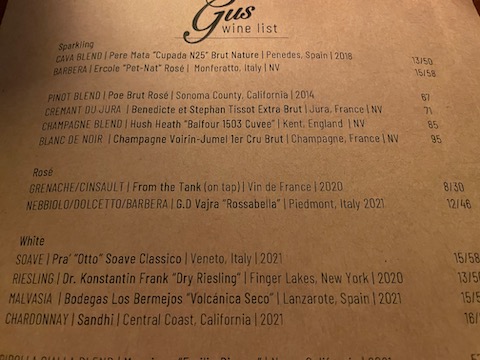 Gus
wine list
Sparkling
CAVA BLEND | Pere Mata "Cupada N25" Brut Nature | Penedes, Spain | 2018 13/50
BARBERA | Ercole "Pet-Nat" Rosé | Monferatto, Italy | NV 15/58
PINOT BLEND | Poe Brut Rosé | Sonoma County, California | 2014 67
CREMANT DU JURA | Benedicte et Stephan Tissot Extra Brut | Jura, France | NV 71
CHAMPAGNE BLEND | Hush Heath "Balfour 1503 Cuvee" | Kent, England | NV 85
BLANC DE NOIR | Champagne Voirin-Jumel 1er Cru Brut | Champagne, France | NV 95
Rosé
GRENACHE/CINSAULT | From the Tank (on tap) | Vin de France | 2020 8/30
NEBBIOLO/DOLCETTO/BARBERA | G.D Vajra "Rossabella" | Piedmont, Italy 2021 12/46
White
SOAVE | Pra' "Otto" Soave Classico | Veneto, Italy | 2021 15/58
RIESLING | Dr. Konstantin Frank "Dry Riesling" | Finger Lakes, New York | 2020 13/50
MALVASIA | Bodegas Los Bermejos "Volcánica Seco" | Lanzarote, Spain | 2021
CHARDONNAY | Sandhi | Central Coast, California | 2021